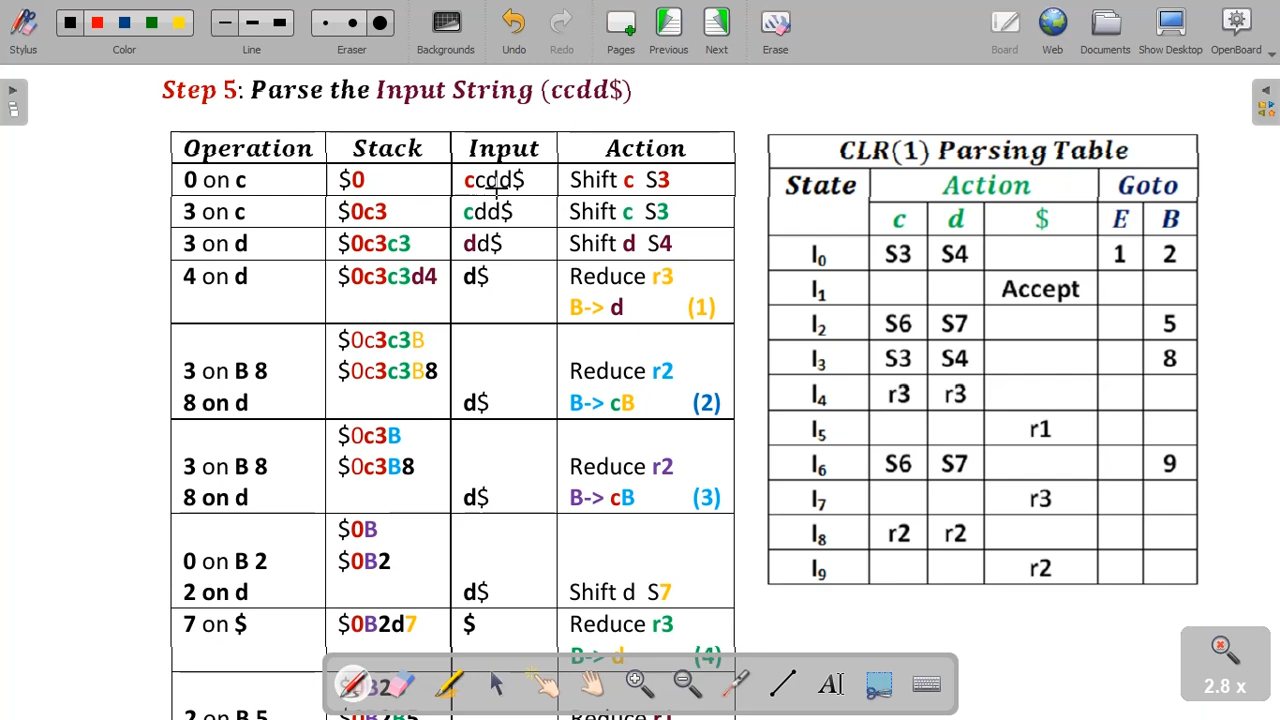 Stylus
Color
Line
Eraser
Backgrounds
Undo
Redo
Pages
Previous
Next
Erase
Board
Web
Documents
Show Desktop
OpenBoard
Step 5: Parse the Input String (ccdd$)
Operation Stack Input Action
0 on c $0 cc​dd$ Shift c S3
3 on c $0c3 cdd$ Shift c S3
3 on d $0c3c3 dd$ Shift d S4
4 on d $0c3c3d4 d$ Reduce r3
B-> d (1)
$0c3c3B
3 on B 8 $0c3c3B8 Reduce r2
8 on d d$ B-> cB (2)
$0c3B
3 on B 8 $0c3B8 Reduce r2
8 on d d$ B-> cB (3)
$0B
0 on B 2 $0B2
2 on d d$ Shift d S7
7 on $ $0B2d7 $ Reduce r3
B-> d (4)
CLR(1) Parsing Table
State Action Goto
c d $ E B
I0 S3 S4 1 2
I1 Accept
I2 S6 S7 5
I3 S3 S4 8
I4 r3 r3
I5 r1
I6 S6 S7 9
I7 r3
I8 r2 r2
I9 r2
2.8 x